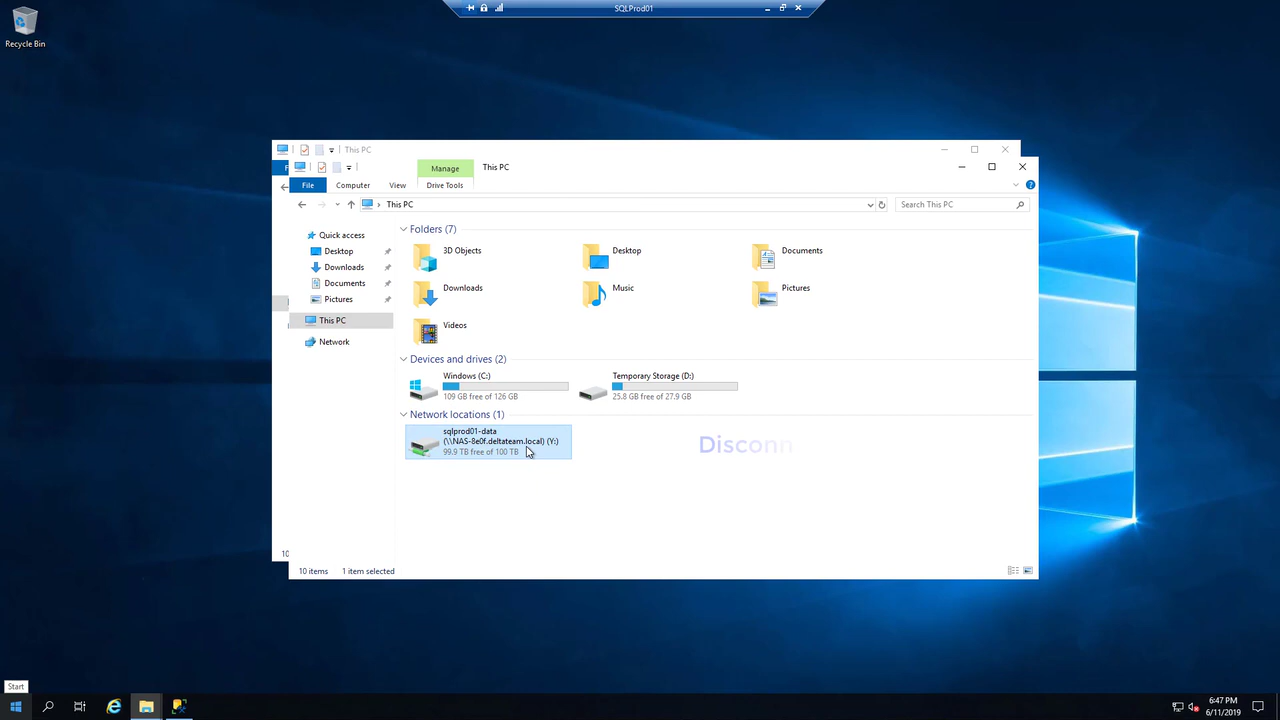 SQLProd01
Recycle Bin
This PC
Manage
This PC
File
Computer
View
Drive Tools
This PC
Search This PC
Quick access
Desktop
Downloads
Documents
Pictures
This PC
Network
Folders (7)
3D Objects
Desktop
Documents
Downloads
Music
Pictures
Videos
Devices and drives (2)
Windows (C:)
109 GB free of 126 GB
Temporary Storage (D:)
25.8 GB free of 27.9 GB
Network locations (1)
sqlprod01-data
(\\NAS-8e0f.deltateam.local) (Y:)
99.9 TB free of 100 TB
Disconn
10
10 items
1 item selected
Start
6:47 PM
6/11/2019